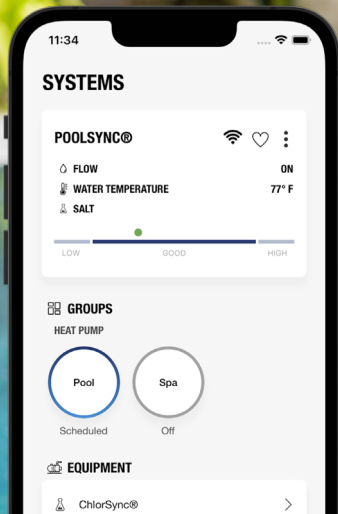 11:34
SYSTEMS
POOLSYNC®
FLOW ON
WATER TEMPERATURE 77° F
SALT
LOW GOOD HIGH
GROUPS
HEAT PUMP
Pool Spa
Scheduled Off
EQUIPMENT
ChlorSync®